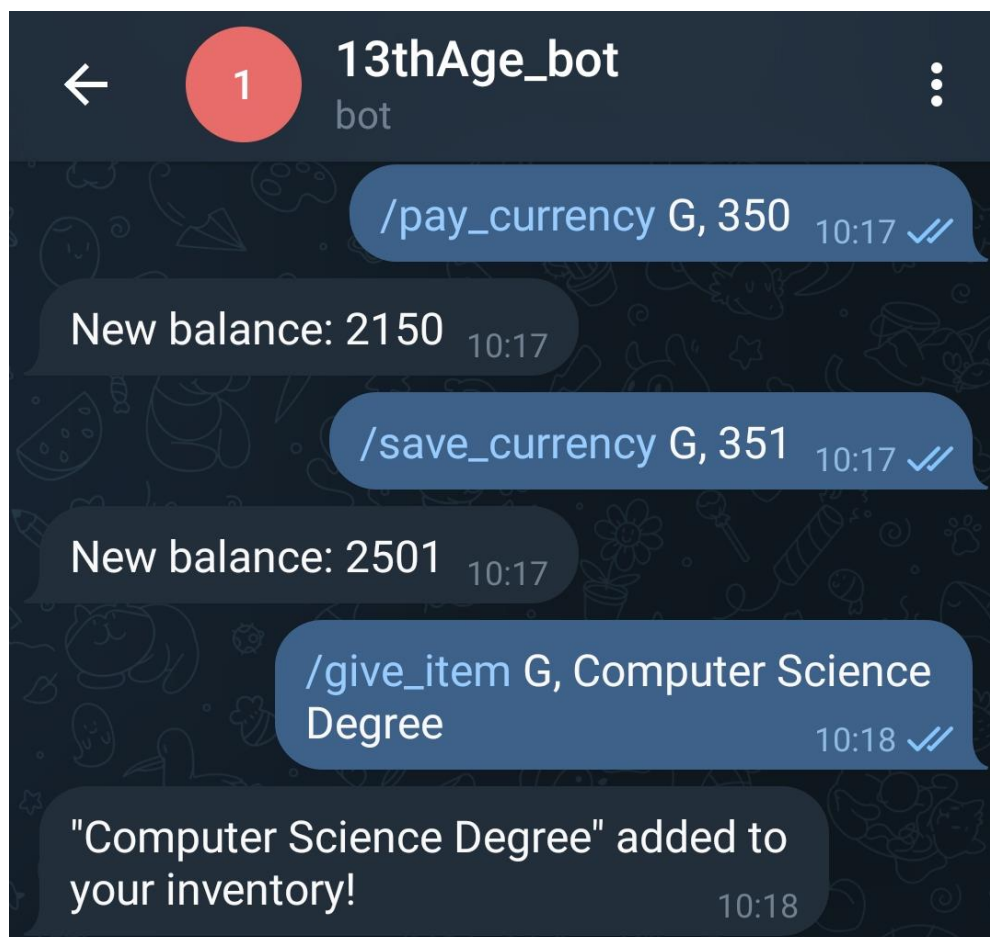 1
13thAge_bot
bot
/pay_currency G, 350 10:17
New balance: 2150 10:17
/save_currency G, 351 10:17
New balance: 2501 10:17
/give_item G, Computer Science
Degree 10:18
"Computer Science Degree" added to
your inventory! 10:18